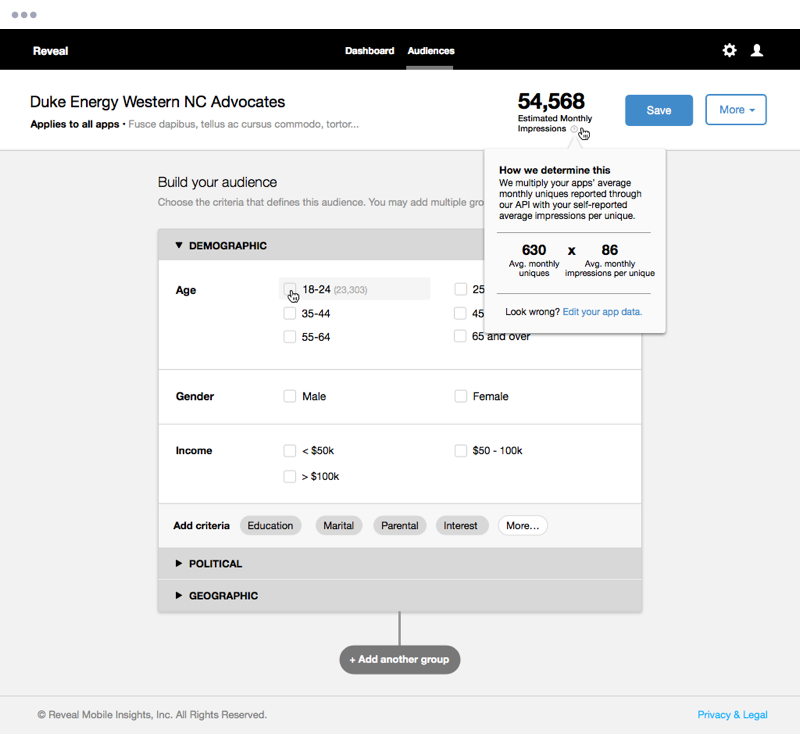 Reveal
Dashboard Audiences
Duke Energy Western NC Advocates
Applies to all apps • Fusce dapibus, tellus ac cursus commodo, tortor...
54,568
Estimated Monthly
Impressions
Save
More
How we determine this
We multiply your apps' average
monthly uniques reported through
our API with your self-reported
average impressions per unique.
630 x 86
Avg. monthly
uniques
Avg. monthly
impressions per unique
Look wrong? Edit your app data.
Build your audience
Choose the criteria that defines this audience. You may add multiple
DEMOGRAPHIC
Age
18-24 (23,303)
25
35-44
45
55-64
65 and over
Gender
Male
Female
Income
< $50k
$50 - 100k
> $100k
Add criteria Education Marital Parental Interest More...
POLITICAL
GEOGRAPHIC
+ Add another group
© Reveal Mobile Insights, Inc. All Rights Reserved.
Privacy & Legal